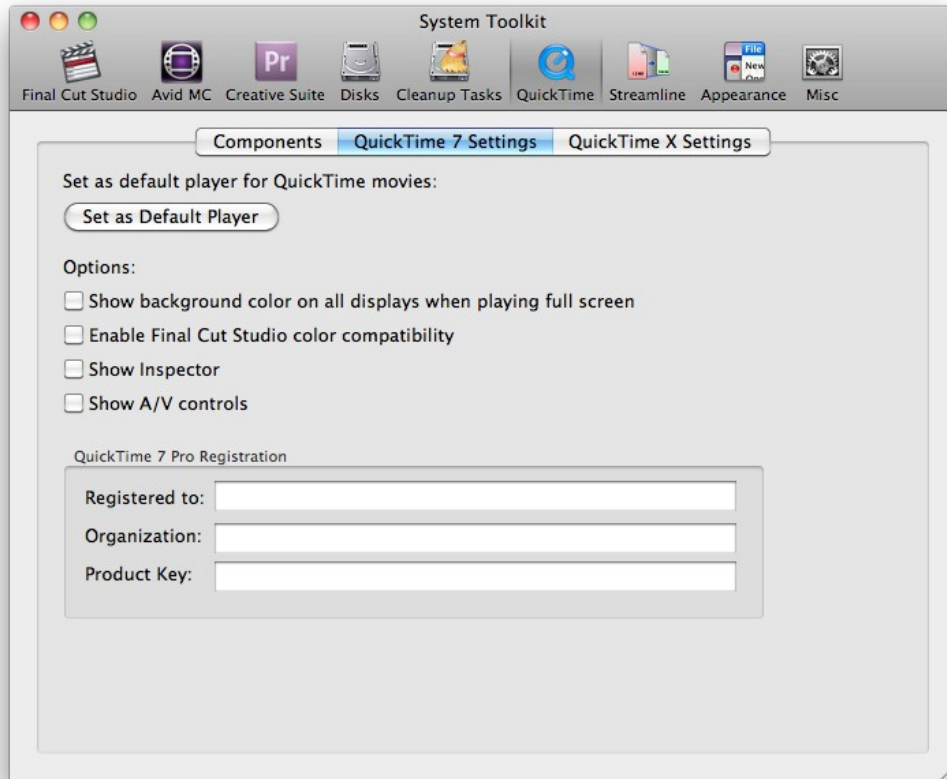 System Toolkit
Pr
File
New
Final Cut Studio Avid MC Creative Suite Disks Cleanup Tasks QuickTime Streamline Appearance Misc
Components QuickTime 7 Settings QuickTime X Settings
Set as default player for QuickTime movies:
Set as Default Player
Options:
Show background color on all displays when playing full screen
Enable Final Cut Studio color compatibility
Show Inspector
Show A/V controls
QuickTime 7 Pro Registration
Registered to:
Organization:
Product Key: